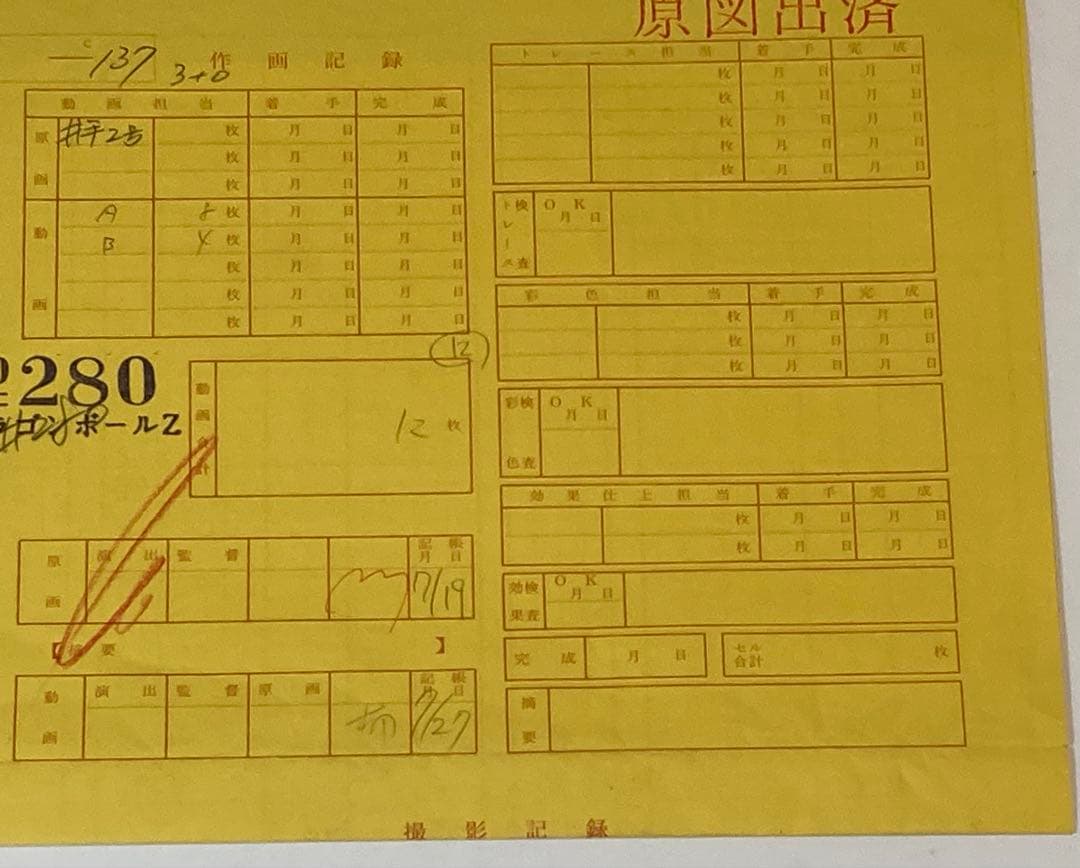 原図出済
C
137
3+0
作画記録
動画担当 着手 完成
原画 井手2号 枚 月日 月日
枚 月日 月日
枚 月日 月日
動画 A 8枚 月日 月日
B 4枚 月日 月日
枚 月日 月日
枚 月日 月日
枚 月日 月日
12
2280
ボールZ
動画合計 12枚
原画 演出 監督 記帳月日
7/19
【摘要】
動画 演出 監督 原画 記帳月日
7/27
トレース担当 着手 完成
枚 月日 月日
枚 月日 月日
枚 月日 月日
枚 月日 月日
枚 月日 月日
トレース検査 OK 月日
彩色担当 着手 完成
枚 月日 月日
枚 月日 月日
枚 月日 月日
彩色検査 OK 月日
効果仕上担当 着手 完成
枚 月日 月日
枚 月日 月日
効果検査 OK 月日
完成 月日
セル合計 枚
摘要
撮影記録